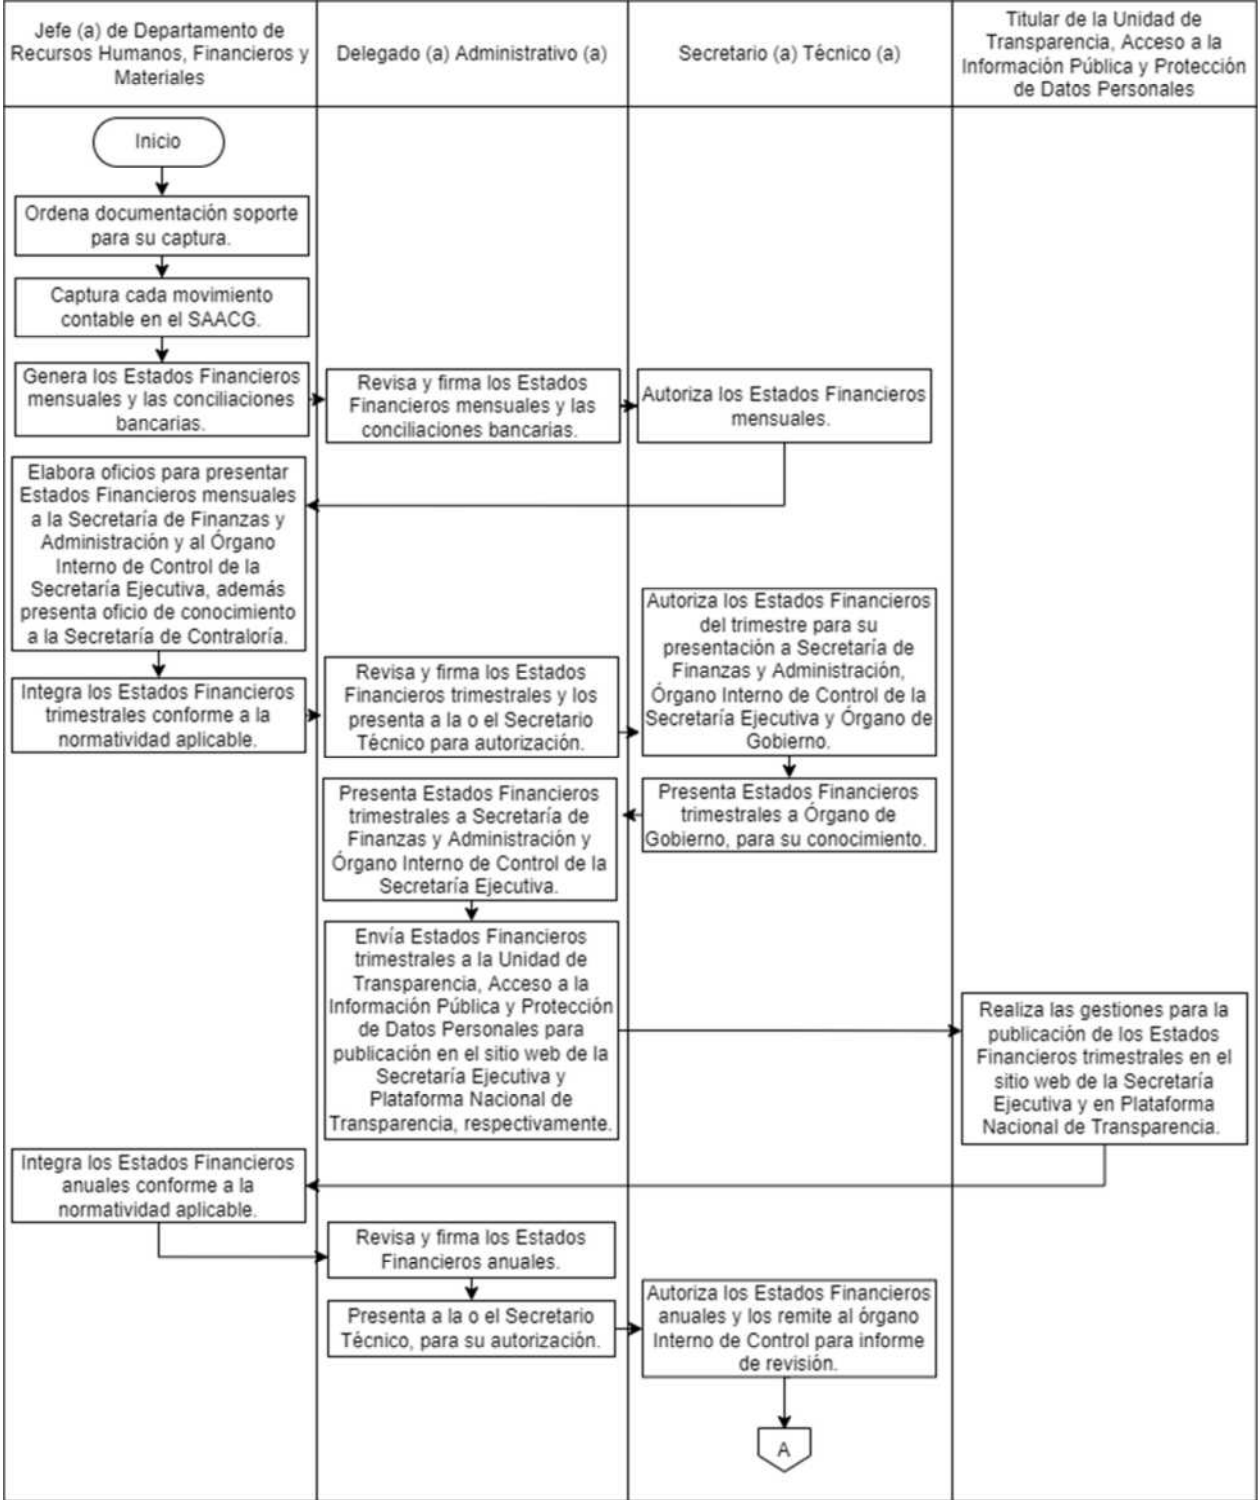 Jefe (a) de Departamento de
Recursos Humanos, Financieros y
Materiales
Delegado (a) Administrativo (a)
Secretario (a) Técnico (a)
Titular de la Unidad de
Transparencia, Acceso a la
Información Pública y Protección
de Datos Personales
Inicio
Ordena documentación soporte
para su captura.
Captura cada movimiento
contable en el SAACG.
Genera los Estados Financieros
mensuales y las conciliaciones
bancarias.
Revisa y firma los Estados
Financieros mensuales y las
conciliaciones bancarias.
Autoriza los Estados Financieros
mensuales.
Elabora oficios para presentar
Estados Financieros mensuales
a la Secretaría de Finanzas y
Administración y al Órgano
Interno de Control de la
Secretaría Ejecutiva, además
presenta oficio de conocimiento
a la Secretaría de Contraloría.
Integra los Estados Financieros
trimestrales conforme a la
normatividad aplicable.
Revisa y firma los Estados
Financieros trimestrales y los
presenta a la o el Secretario
Técnico para autorización.
Autoriza los Estados Financieros
del trimestre para su
presentación a Secretaría de
Finanzas y Administración,
Órgano Interno de Control de la
Secretaría Ejecutiva y Órgano de
Gobierno.
Presenta Estados Financieros
trimestrales a Órgano de
Gobierno, para su conocimiento.
Presenta Estados Financieros
trimestrales a Secretaría de
Finanzas y Administración y
Órgano Interno de Control de la
Secretaría Ejecutiva.
Envía Estados Financieros
trimestrales a la Unidad de
Transparencia, Acceso a la
Información Pública y Protección
de Datos Personales para
publicación en el sitio web de la
Secretaría Ejecutiva y
Plataforma Nacional de
Transparencia, respectivamente.
Realiza las gestiones para la
publicación de los Estados
Financieros trimestrales en el
sitio web de la Secretaría
Ejecutiva y en Plataforma
Nacional de Transparencia.
Integra los Estados Financieros
anuales conforme a la
normatividad aplicable.
Revisa y firma los Estados
Financieros anuales.
Presenta a la o el Secretario
Técnico, para su autorización.
Autoriza los Estados Financieros
anuales y los remite al órgano
Interno de Control para informe
de revisión.
A